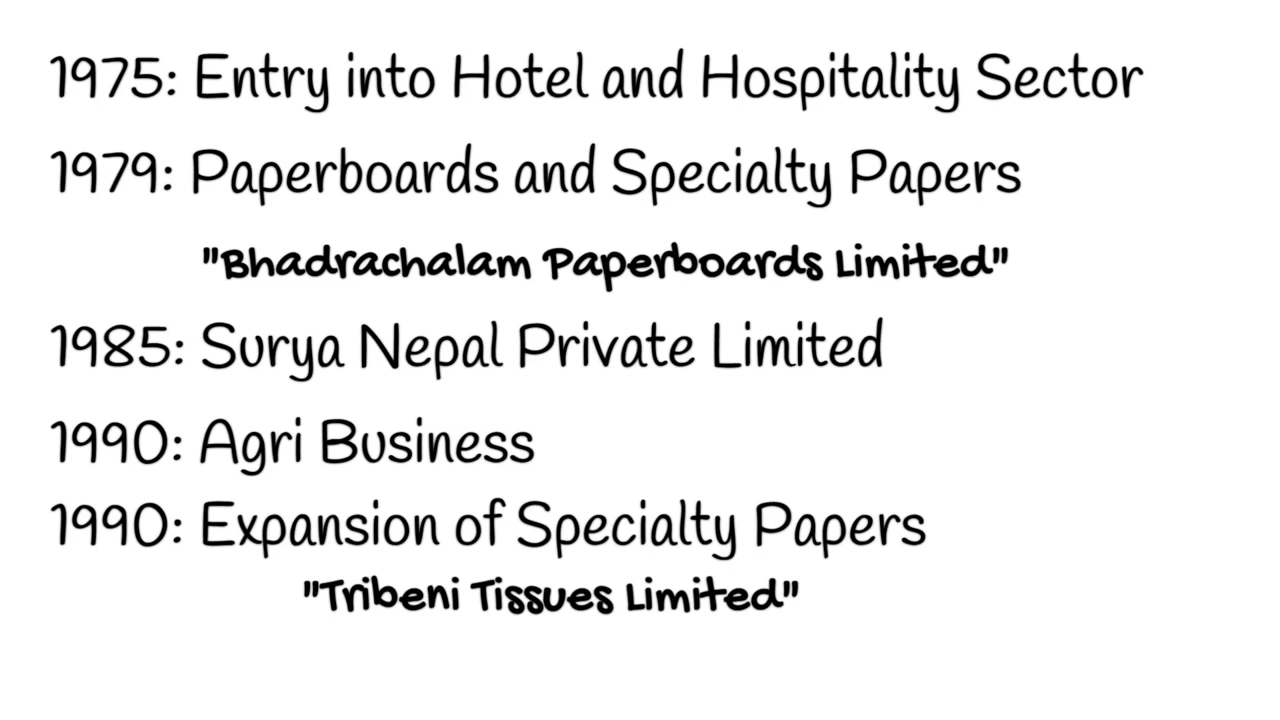 1975: Entry into Hotel and Hospitality Sector
1979: Paperboards and Specialty Papers
"Bhadrachalam Paperboards Limited"
1985: Surya Nepal Private Limited
1990: Agri Business
1990: Expansion of Specialty Papers
"Tribeni Tissues Limited"